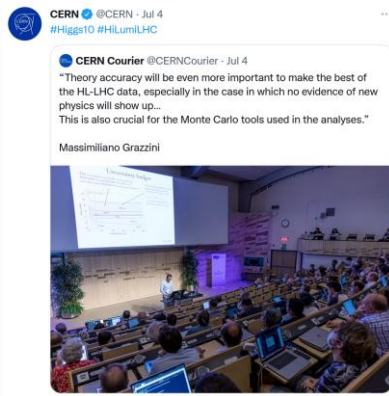 CERN @CERN · Jul 4
#Higgs10 #HiLumiLHC
CERN Courier @CERNCourier · Jul 4
“Theory accuracy will be even more important to make the best of
the HL-LHC data, especially in the case in which no evidence of new
physics will show up...
This is also crucial for the Monte Carlo tools used in the analyses.”
Massimiliano Grazzini
Uncertainty budget